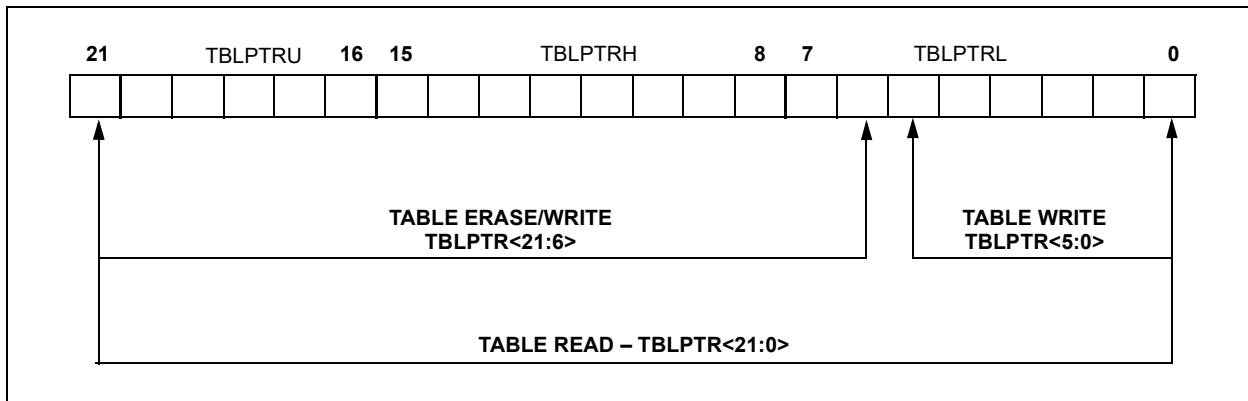 21 TBLPTRU 16 15 TBLPTRH 8 7 TBLPTRL 0
TABLE ERASE/WRITE
TBLPTR<21:6>
TABLE WRITE
TBLPTR<5:0>
TABLE READ – TBLPTR<21:0>